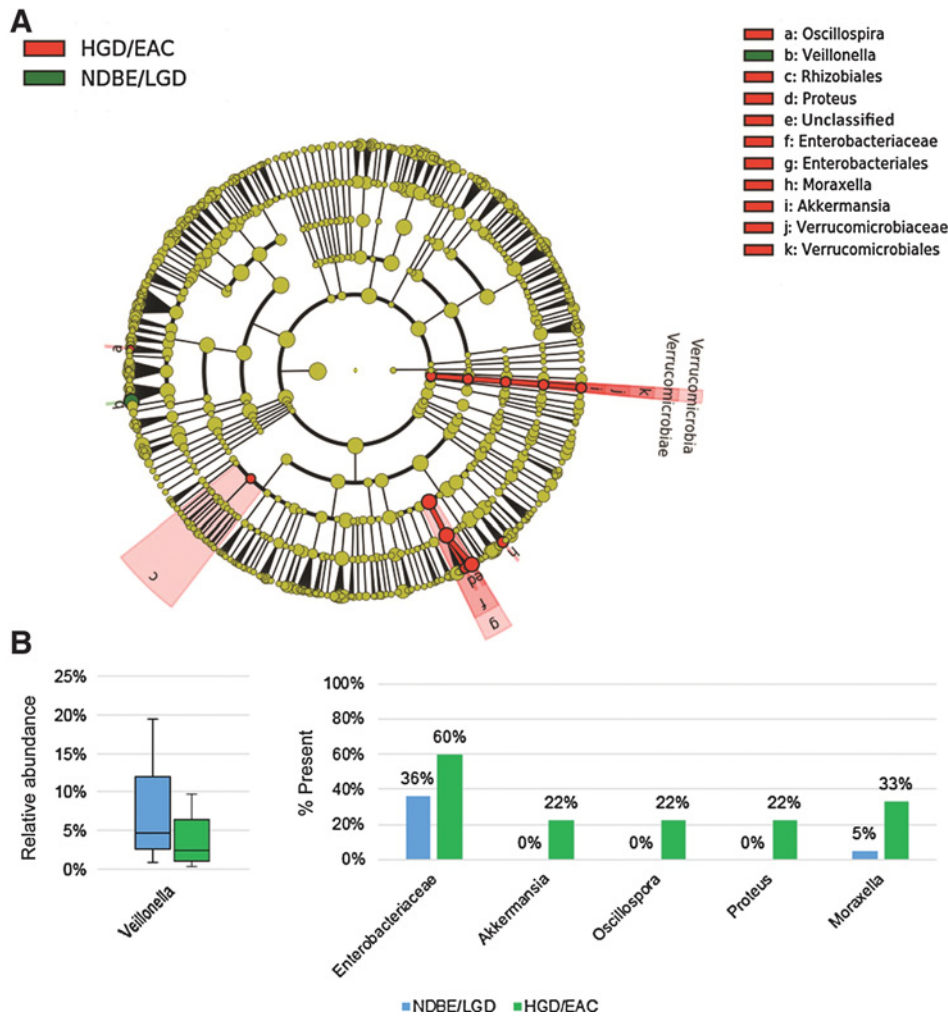 A
HGD/EAC
NDBE/LGD
a: Oscillospira
b: Veillonella
c: Rhizobiales
d: Proteus
e: Unclassified
f: Enterobacteriaceae
g: Enterobacteriales
h: Moraxella
i: Akkermansia
j: Verrucomicrobiaceae
k: Verrucomicrobiales
a
b
c
ed
f
g
h
i
j
k
Verrucomicrobiae
Verrucomicrobia
B
Relative abundance
25%
20%
15%
10%
5%
0%
Veillonella
% Present
100%
80%
60%
40%
20%
0%
36%
60%
0%
22%
0%
22%
0%
22%
5%
33%
Enterobacteriaceae
Akkermansia
Oscillospora
Proteus
Moraxella
NDBE/LGD
HGD/EAC